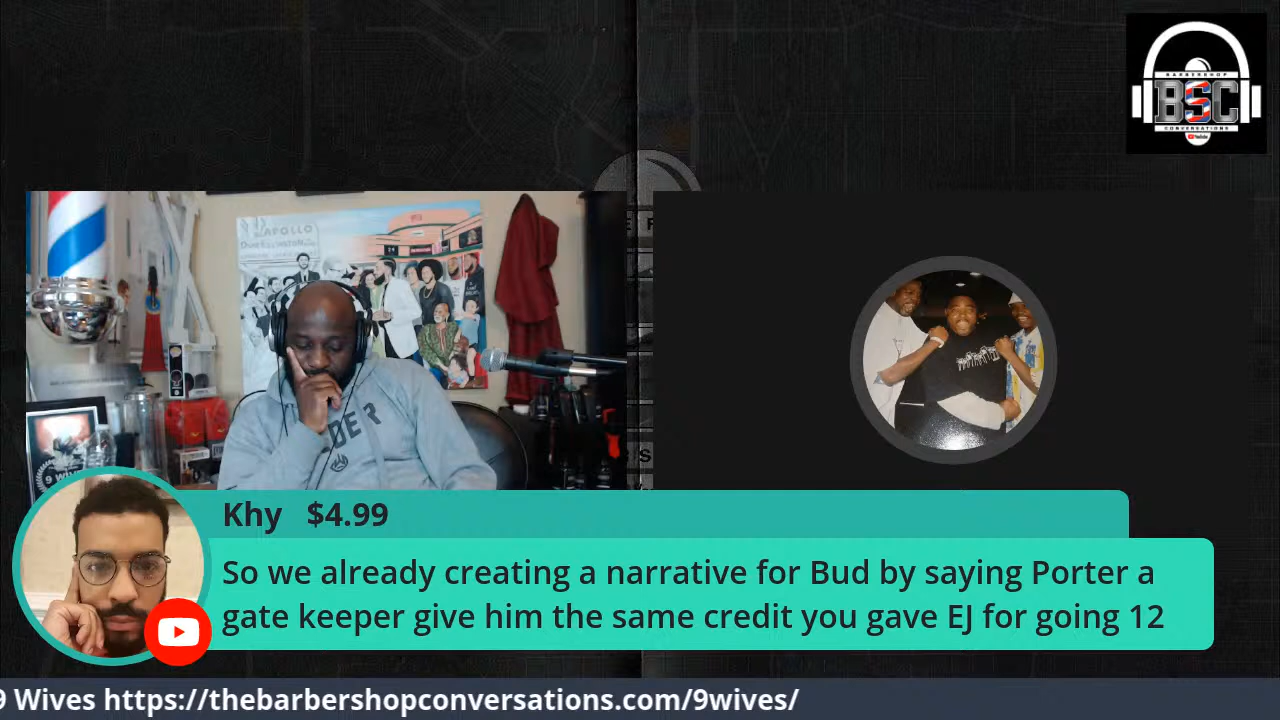 BARBERSHOP
BSC
CONVERSATIONS
APOLLO
Khy $4.99
So we already creating a narrative for Bud by saying Porter a
gate keeper give him the same credit you gave EJ for going 12
9 Wives https://thebarbershopconversations.com/9wives/